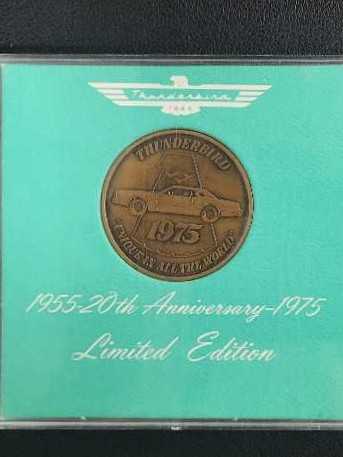 Thunderbird
THUNDERBIRD
1975
"UNIQUE IN ALL THE WORLD"
1955-20th Anniversary-1975
Limited Edition